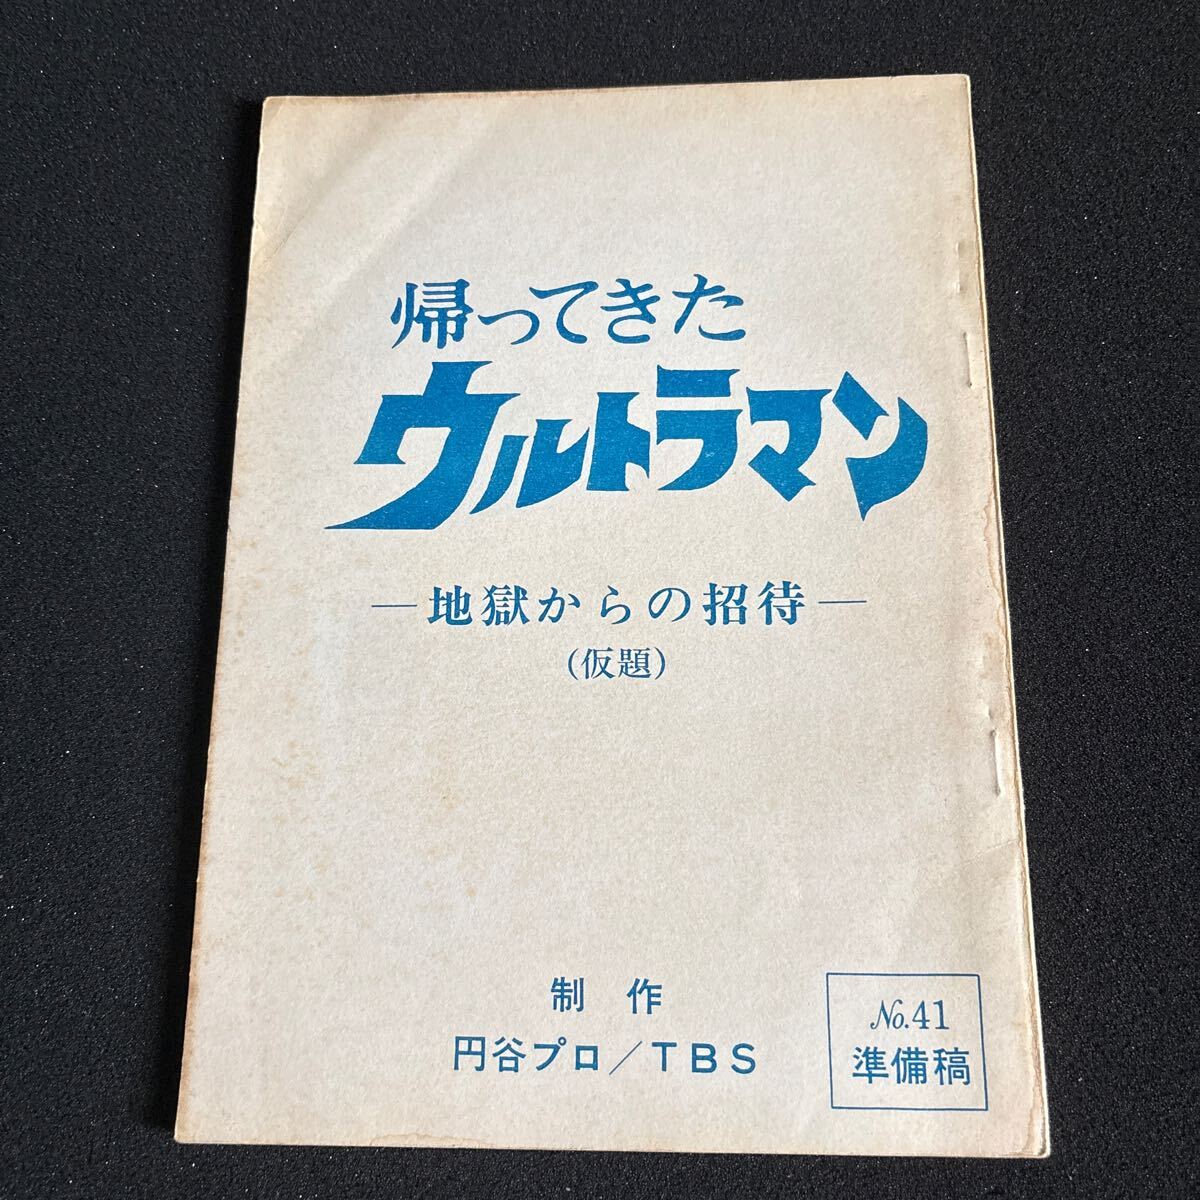 帰ってきた
ウルトラマン
―地獄からの招待―
(仮題)
制作
円谷プロ/TBS
No.41
準備稿